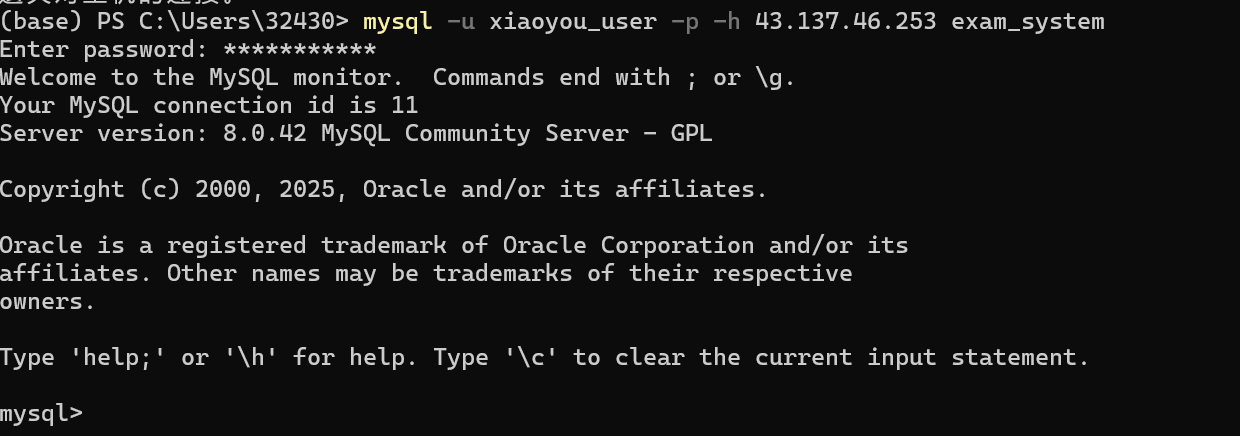 (base) PS C:\Users\32430> mysql -u xiaoyou_user -p -h 43.137.46.253 exam_system
Enter password: ***********
Welcome to the MySQL monitor.  Commands end with ; or \g.
Your MySQL connection id is 11
Server version: 8.0.42 MySQL Community Server - GPL
Copyright (c) 2000, 2025, Oracle and/or its affiliates.
Oracle is a registered trademark of Oracle Corporation and/or its
affiliates. Other names may be trademarks of their respective
owners.
Type 'help;' or '\h' for help. Type '\c' to clear the current input statement.
mysql>